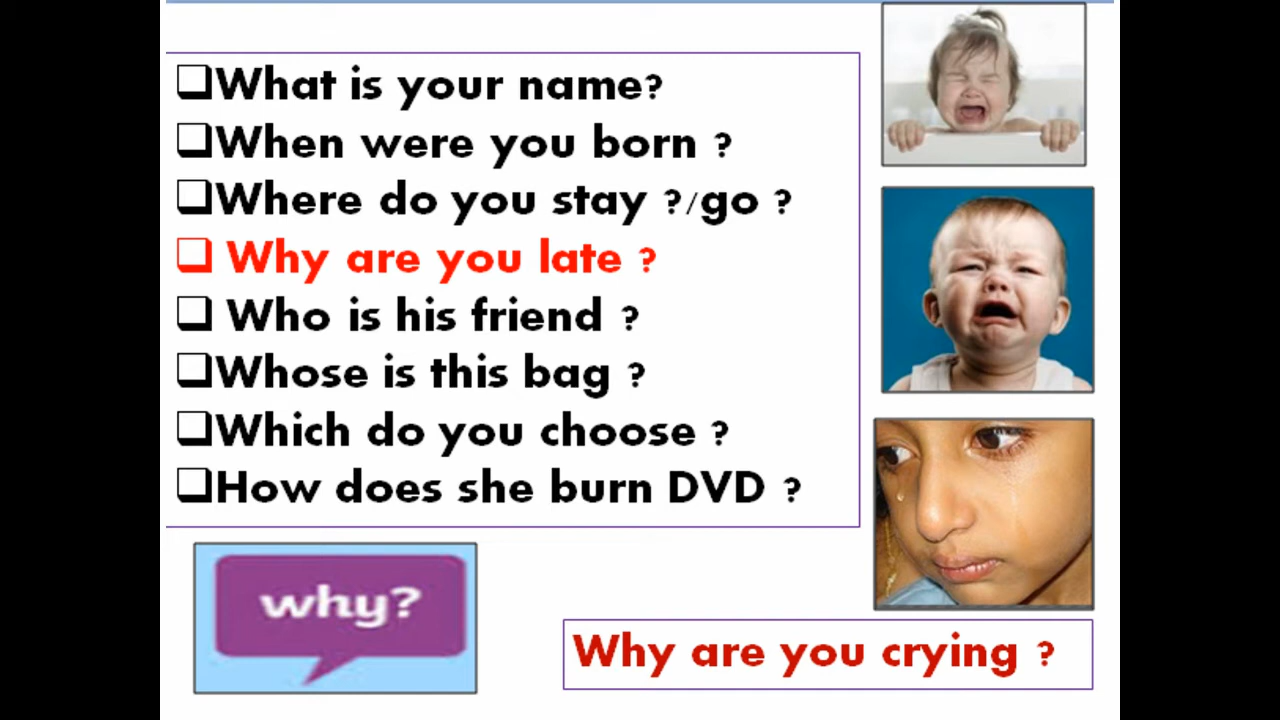 What is your name?
When were you born ?
Where do you stay ?/go ?
Why are you late ?
Who is his friend ?
Whose is this bag ?
Which do you choose ?
How does she burn DVD ?
why?
Why are you crying ?